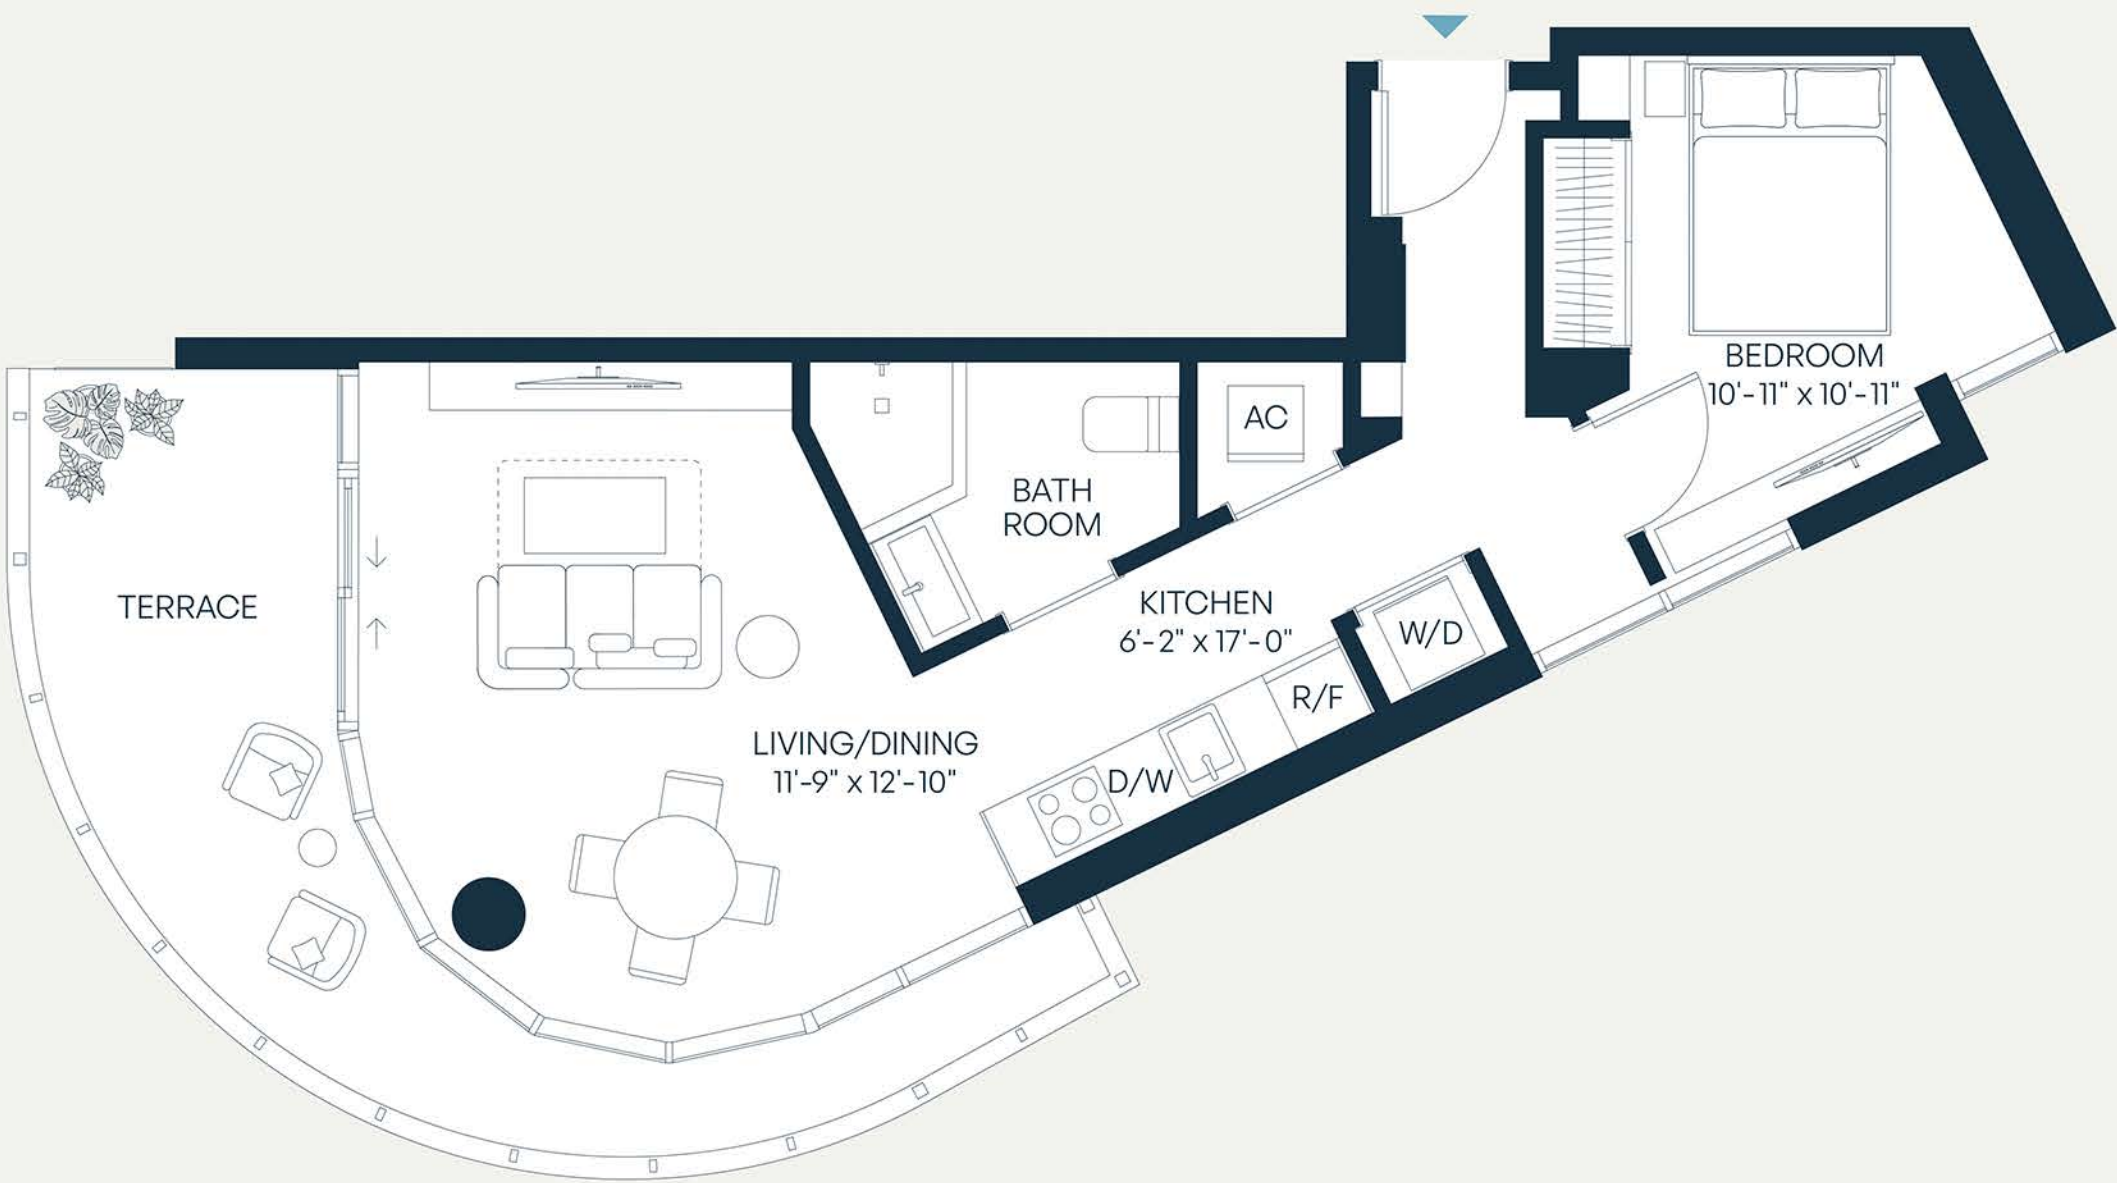 BEDROOM
10'-11" x 10'-11"
AC
BATH
ROOM
TERRACE
KITCHEN
6'-2" x 17'-0"
W/D
R/F
LIVING/DINING
11'-9" x 12'-10"
D/W